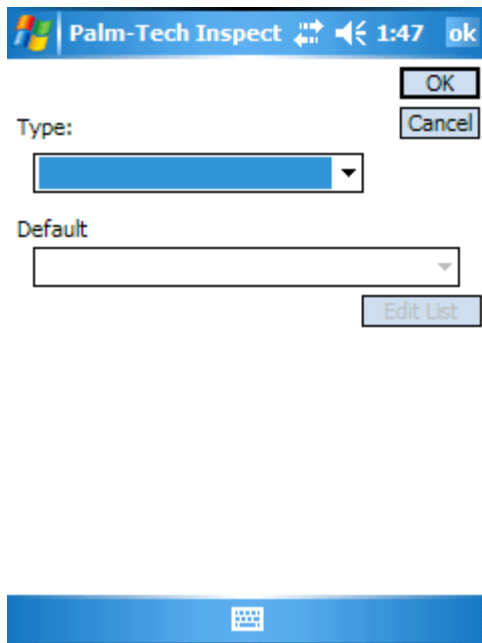 Palm-Tech Inspect 1:47 ok
OK
Cancel
Type:
Default
Edit List